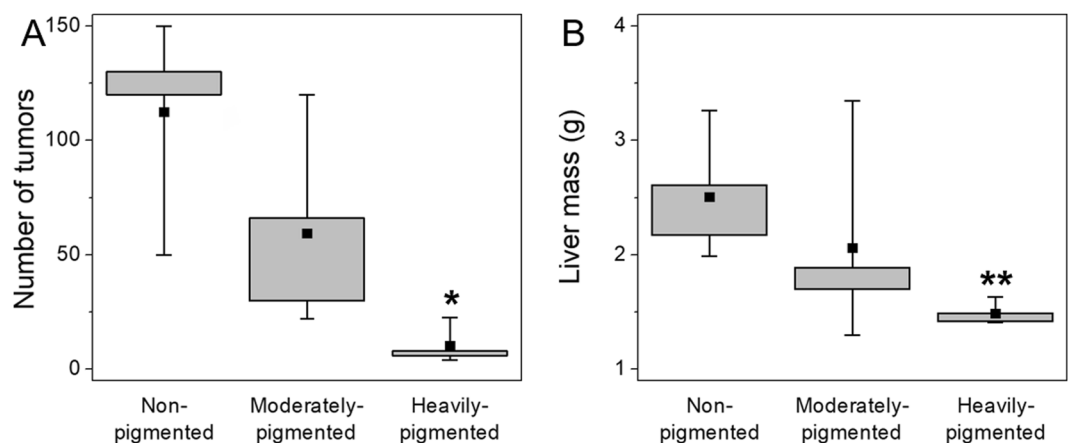 A
Number of tumors
150
100
50
0
*
Non-
pigmented
Moderately-
pigmented
Heavily-
pigmented
B
Liver mass (g)
4
3
2
1
**
Non-
pigmented
Moderately-
pigmented
Heavily-
pigmented